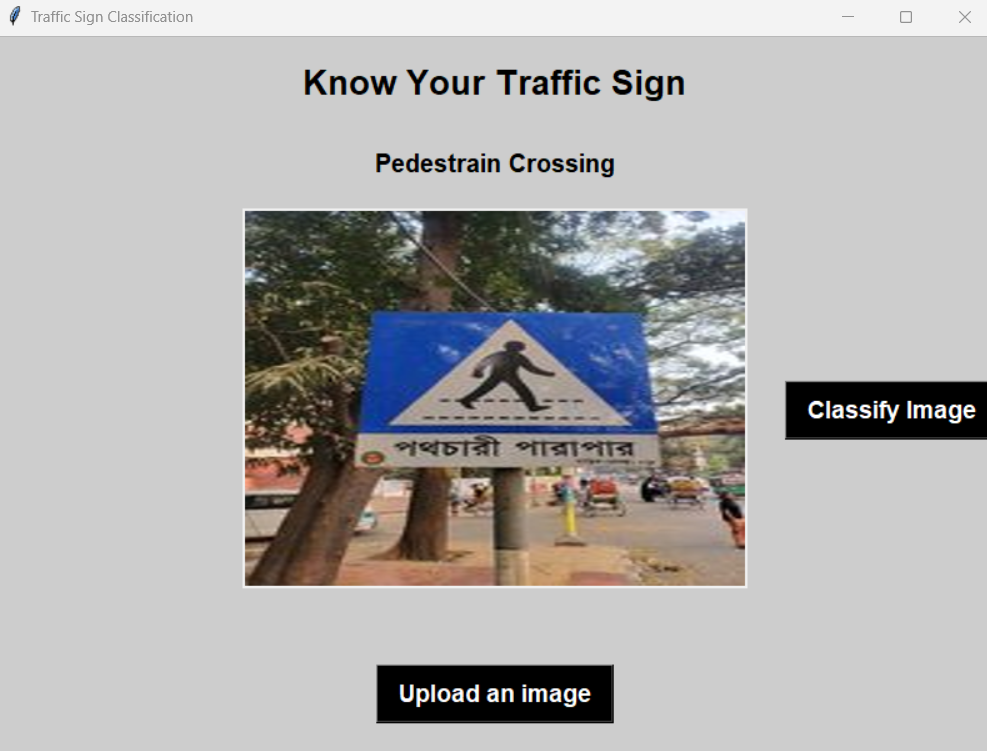 Traffic Sign Classification
Know Your Traffic Sign
Pedestrain Crossing
পথচারী পারাপার
Classify Image
Upload an image